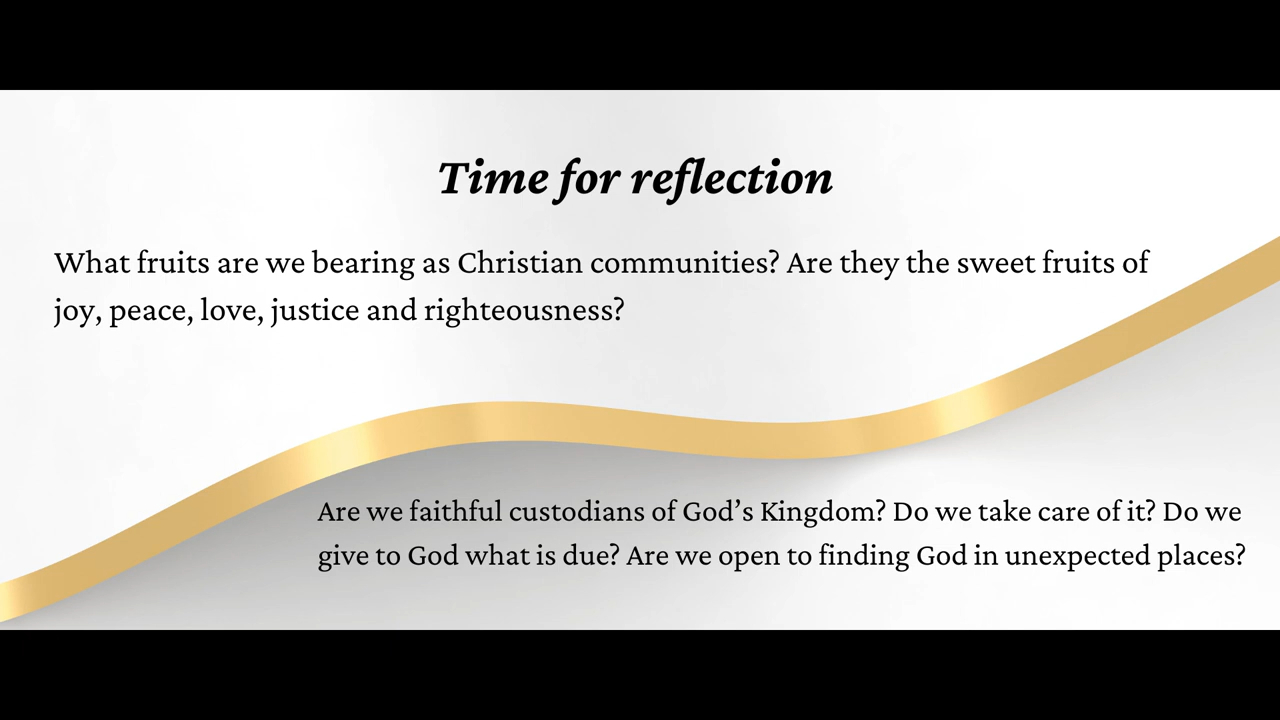 Time for reflection
What fruits are we bearing as Christian communities? Are they the sweet fruits of
joy, peace, love, justice and righteousness?
Are we faithful custodians of God’s Kingdom? Do we take care of it? Do we
give to God what is due? Are we open to finding God in unexpected places?